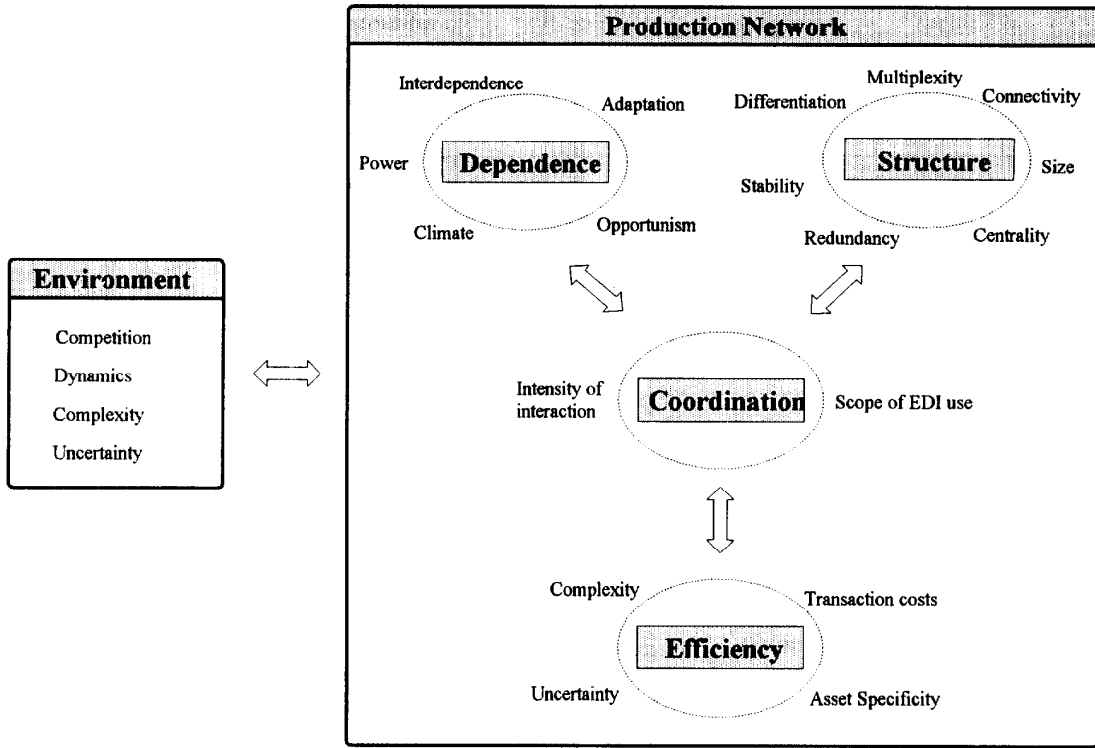 Production Network
Interdependence
Adaptation
Power
Dependence
Climate
Opportunism
Multiplexity
Differentiation
Connectivity
Structure
Size
Stability
Redundancy
Centrality
Environment
Competition
Dynamics
Complexity
Uncertainty
Intensity of
interaction
Coordination
Scope of EDI use
Complexity
Transaction costs
Efficiency
Uncertainty
Asset Specificity